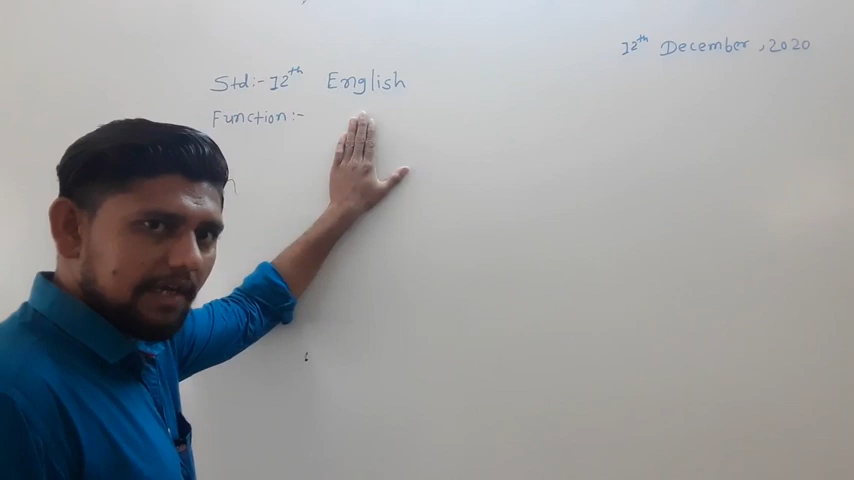 12th December, 2020
Std:- 12th English
Function:-